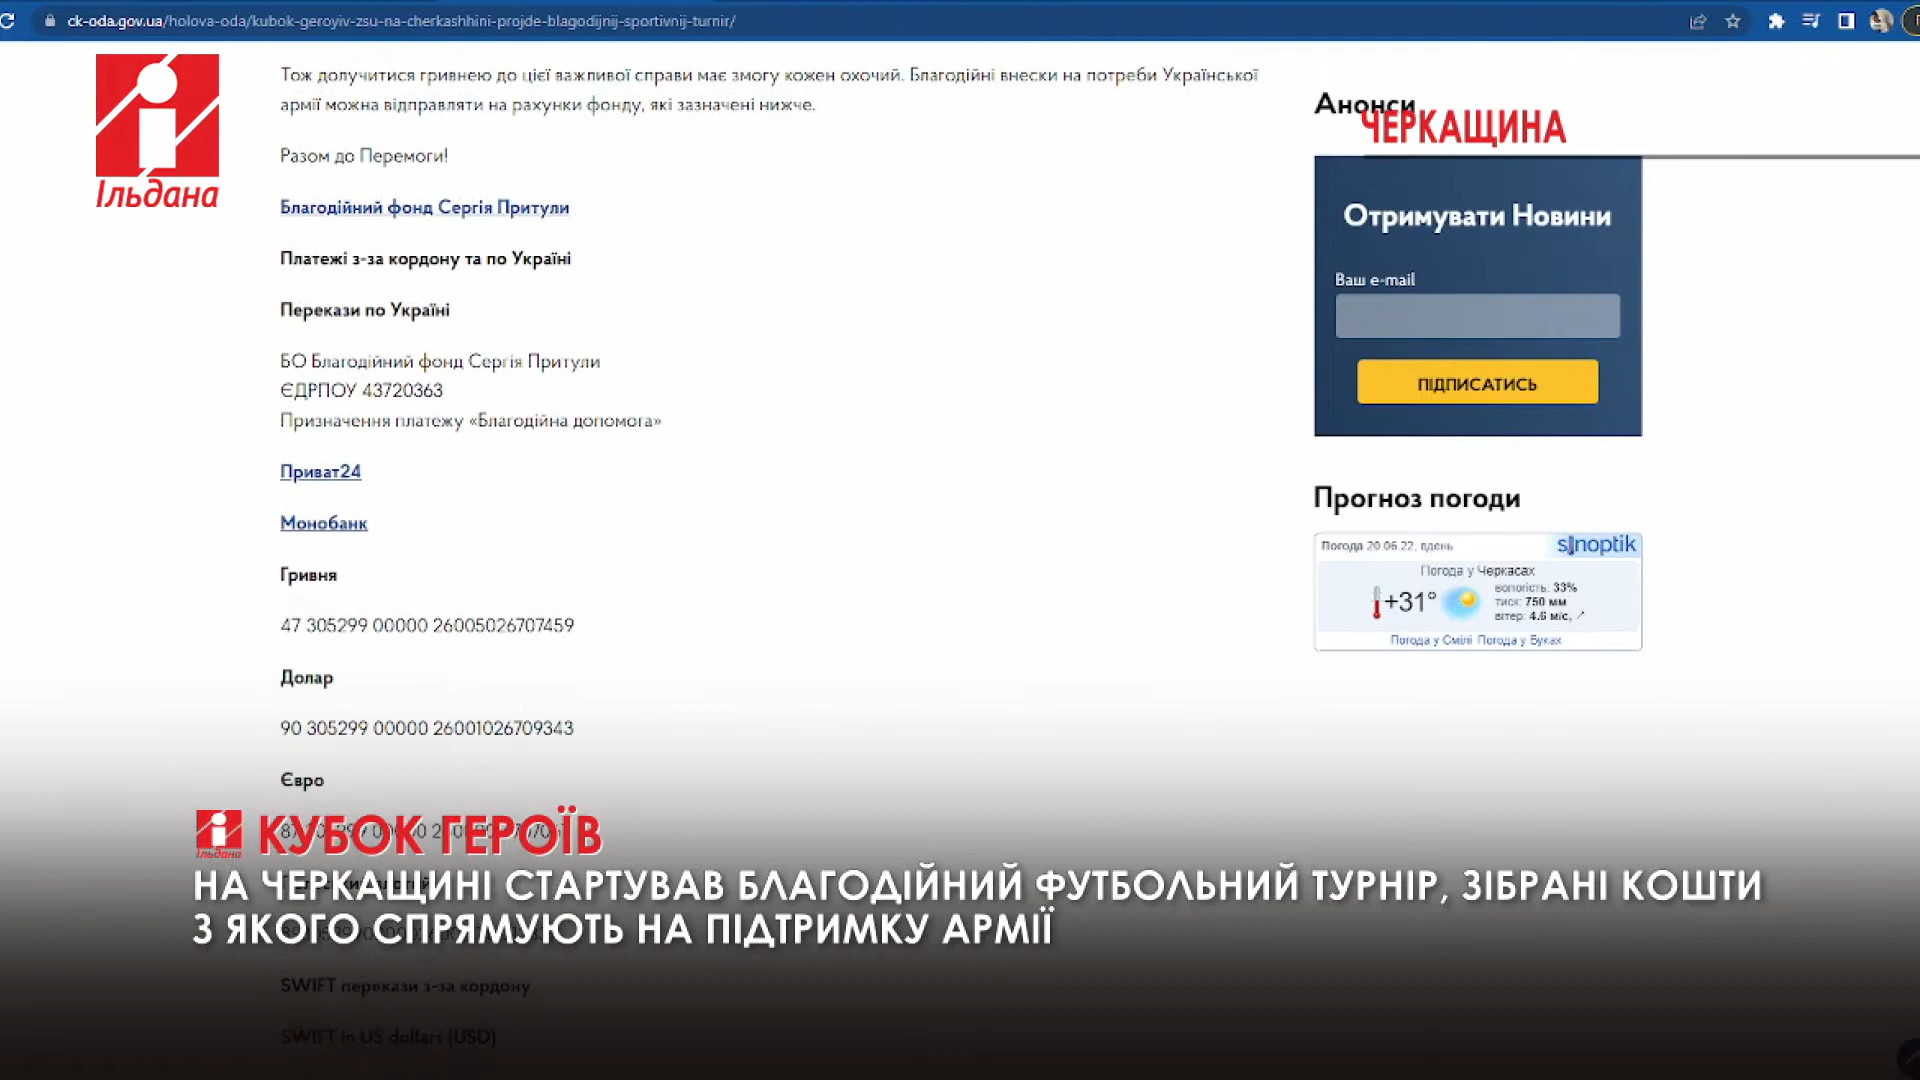 ck-oda.gov.ua/holova-oda/kubok-geroyiv-zsu-na-cherkashhini-projde-blagodijnij-sportivnij-turnir/
Ільдана
Тож долучитися гривнею до цієї важливої справи має змогу кожен охочий. Благодійні внески на потреби Української
армії можна відправляти на рахунки фонду, які зазначені нижче.
Разом до Перемоги!
Благодійний фонд Сергія Притули
Платежі з-за кордону та по Україні
Перекази по Україні
БО Благодійний фонд Сергія Притули
ЄДРПОУ 43720363
Призначення платежу «Благодійна допомога»
Приват24
Монобанк
Гривня
47 305299 00000 26005026707459
Долар
90 305299 00000 26001026709343
Євро
Анонси
ЧЕРКАЩИНА
Отримувати Новини
Ваш e-mail
ПІДПИСАТИСЬ
Прогноз погоди
Погода 20.06.22, вдень
sinoptik
Погода у Черкасах
+31°
вологість: 33%
тиск: 750 мм
вітер: 4.6 м/с,
Погода у Смілі Погода у Буках
Ільдана
КУБОК ГЕРОЇВ
НА ЧЕРКАЩИНІ СТАРТУВАВ БЛАГОДІЙНИЙ ФУТБОЛЬНИЙ ТУРНІР, ЗІБРАНІ КОШТИ
З ЯКОГО СПРЯМУЮТЬ НА ПІДТРИМКУ АРМІЇ
SWIFT перекази з-за кордону
SWIFT in US dollars (USD)